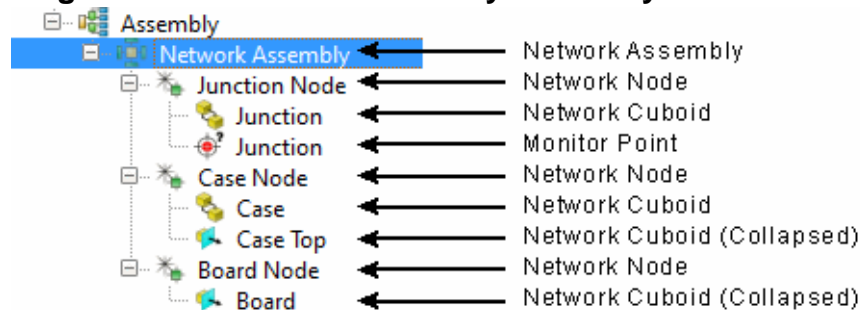 Assembly
Network Assembly Network Assembly
Junction Node Network Node
Junction Network Cuboid
Junction Monitor Point
Case Node Network Node
Case Network Cuboid
Case Top Network Cuboid (Collapsed)
Board Node Network Node
Board Network Cuboid (Collapsed)